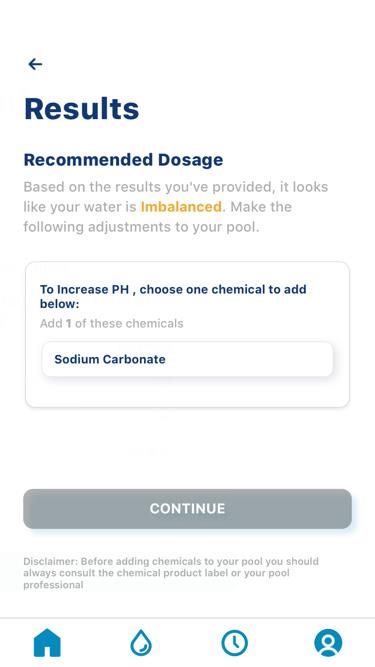 Results
Recommended Dosage
Based on the results you've provided, it looks
like your water is Imbalanced. Make the
following adjustments to your pool.
To Increase PH , choose one chemical to add
below:
Add 1 of these chemicals
Sodium Carbonate
CONTINUE
Disclaimer: Before adding chemicals to your pool you should
always consult the chemical product label or your pool
professional